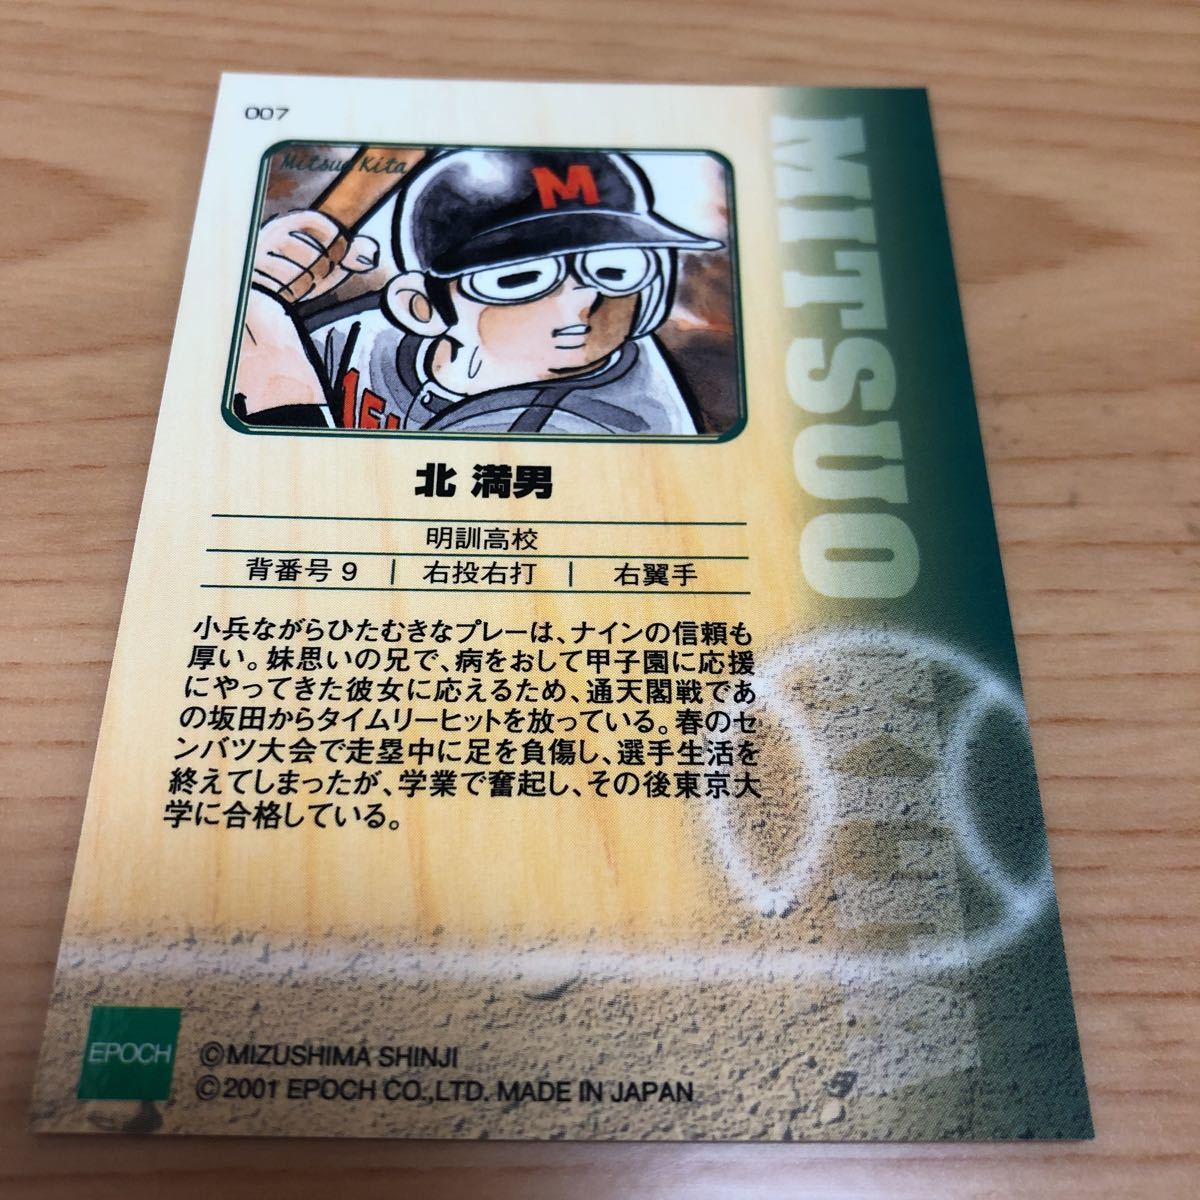 007
Mitsuo Kita
M
MITSUO
北 満男
明訓高校
背番号 9 | 右投右打 | 右翼手
小兵ながらひたむきなプレーは、ナインの信頼も
厚い。妹思いの兄で、病をおして甲子園に応援
にやってきた彼女に応えるため、通天閣戦であ
の坂田からタイムリーヒットを放っている。春のセ
ンバツ大会で走塁中に足を負傷し、選手生活を
終えてしまったが、学業で奮起し、その後東京大
学に合格している。
EPOCH
©MIZUSHIMA SHINJI
©2001 EPOCH CO.,LTD. MADE IN JAPAN